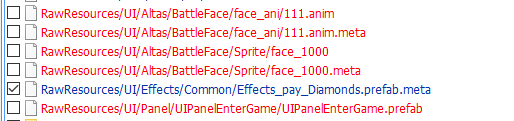 RawResources/UI/Altas/BattleFace/face_ani/111.anim
RawResources/UI/Altas/BattleFace/face_ani/111.anim.meta
RawResources/UI/Altas/BattleFace/Sprite/face_1000
RawResources/UI/Altas/BattleFace/Sprite/face_1000.meta
RawResources/UI/Effects/Common/Effects_pay_Diamonds.prefab.meta
RawResources/UI/Panel/UIPanelEnterGame/UIPanelEnterGame.prefab